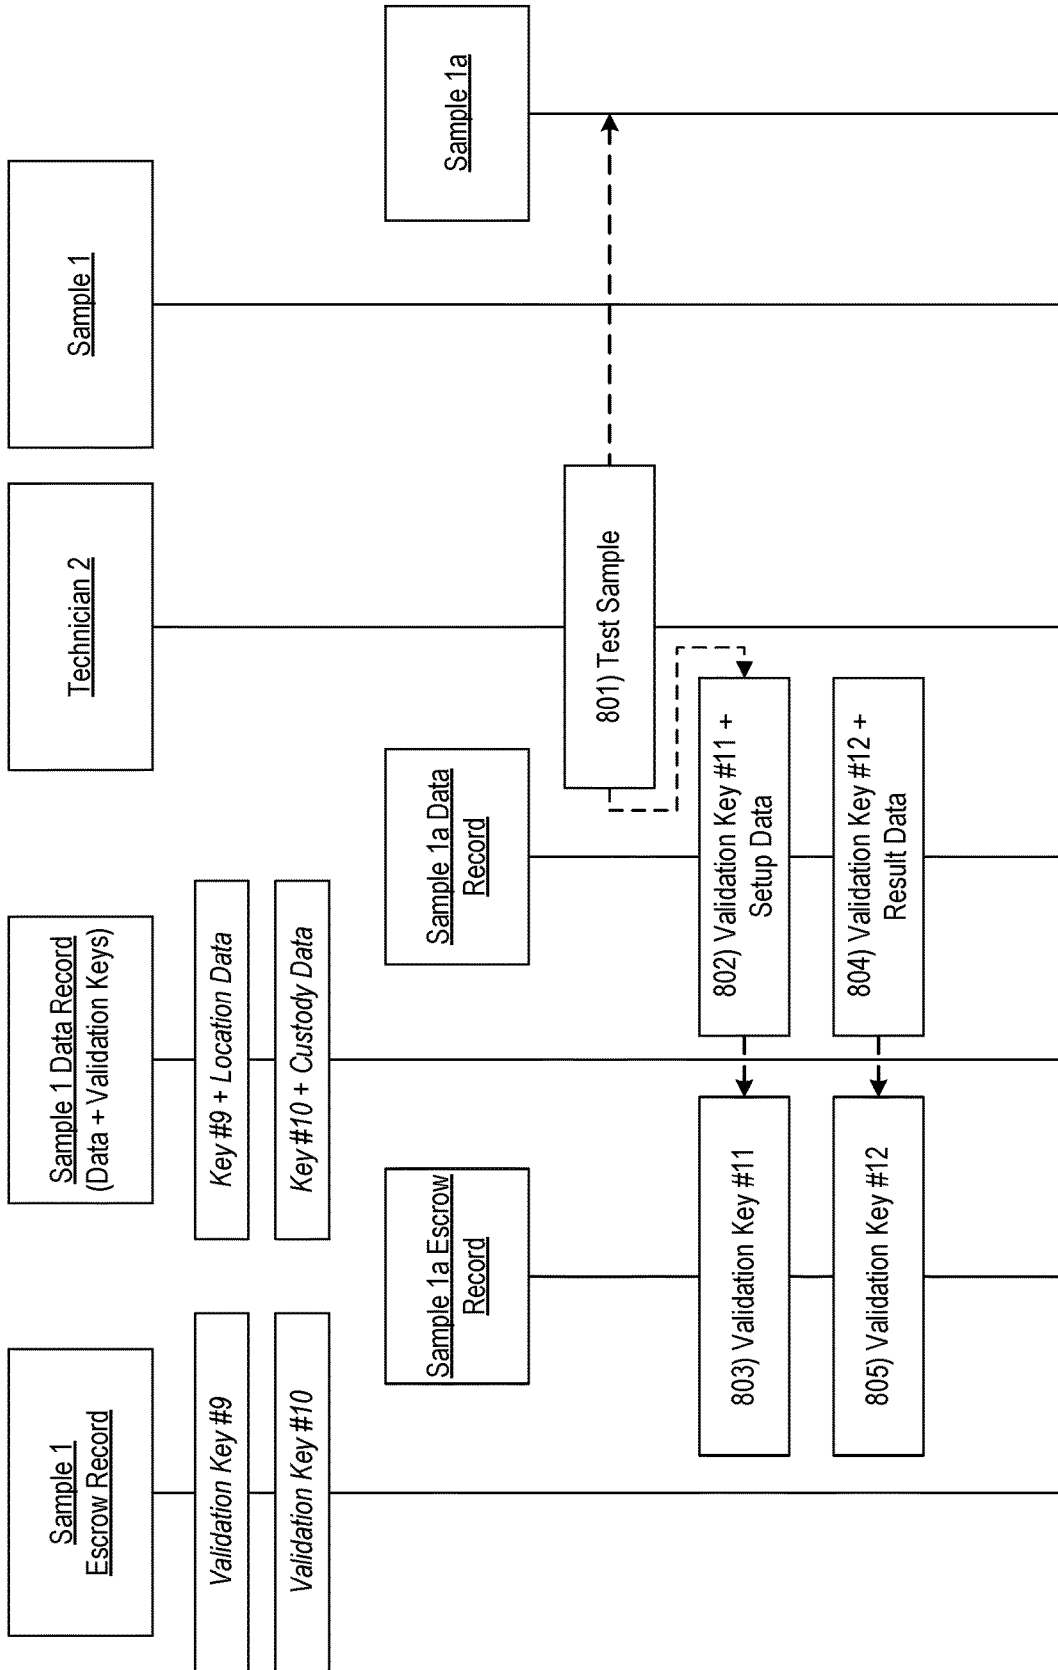 Sample 1
Escrow Record
Sample 1 Data Record
(Data + Validation Keys)
Technician 2
Sample 1
Validation Key #9
Key #9 + Location Data
Validation Key #10
Key #10 + Custody Data
Sample 1a Escrow
Record
Sample 1a Data
Record
Sample 1a
801) Test Sample
803) Validation Key #11
802) Validation Key #11 +
Setup Data
805) Validation Key #12
804) Validation Key #12 +
Result Data